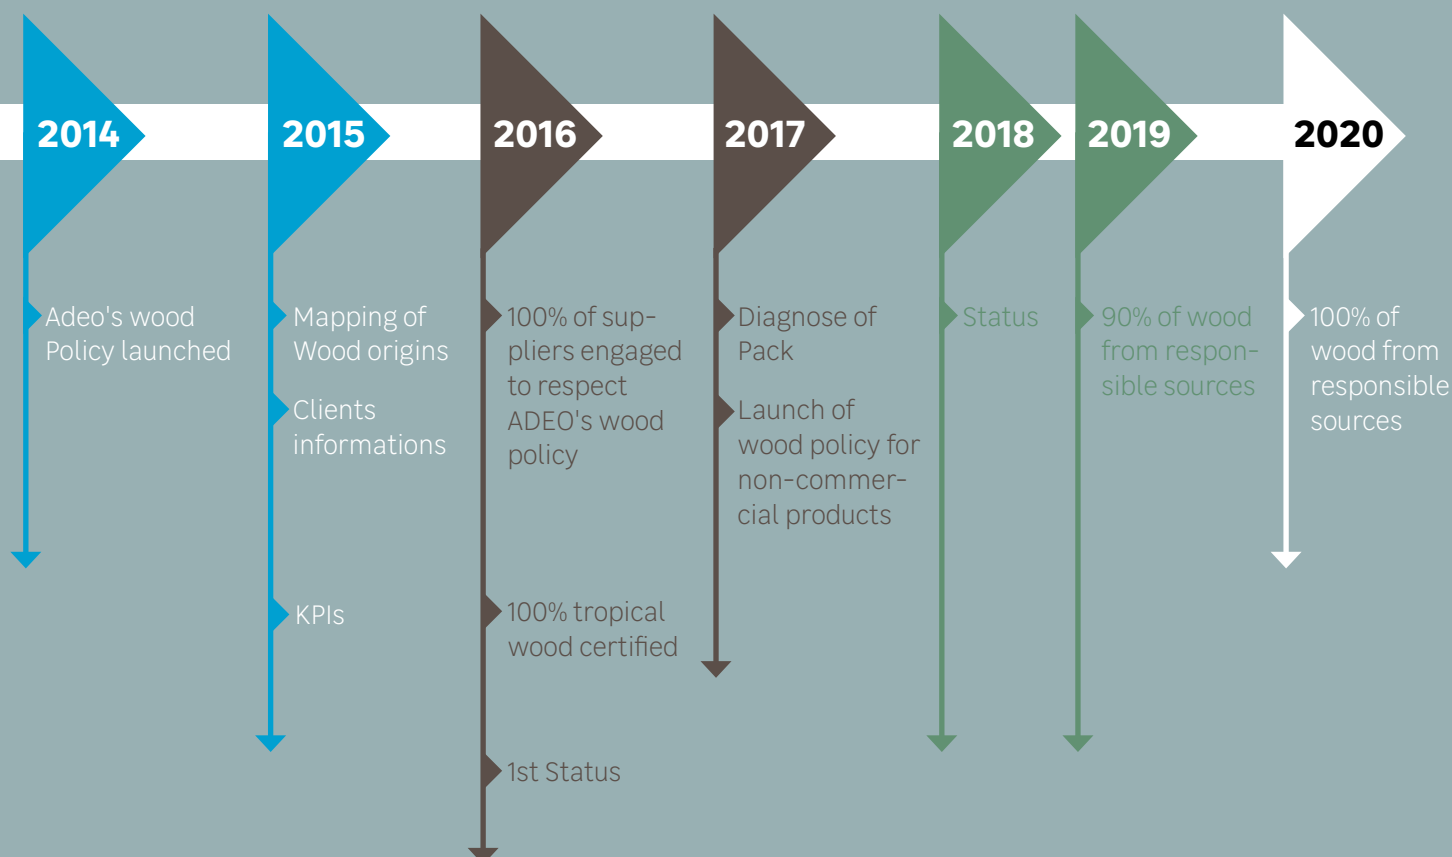 2014
Adeo's wood
Policy launched
2015
Mapping of
Wood origins
Clients
informations
KPIs
2016
100% of sup-
pliers engaged
to respect
ADEO's wood
policy
100% tropical
wood certified
1st Status
2017
Diagnose of
Pack
Launch of
wood policy for
non-commer-
cial products
2018
Status
2019
90% of wood
from respon-
sible sources
2020
100% of
wood from
responsible
sources